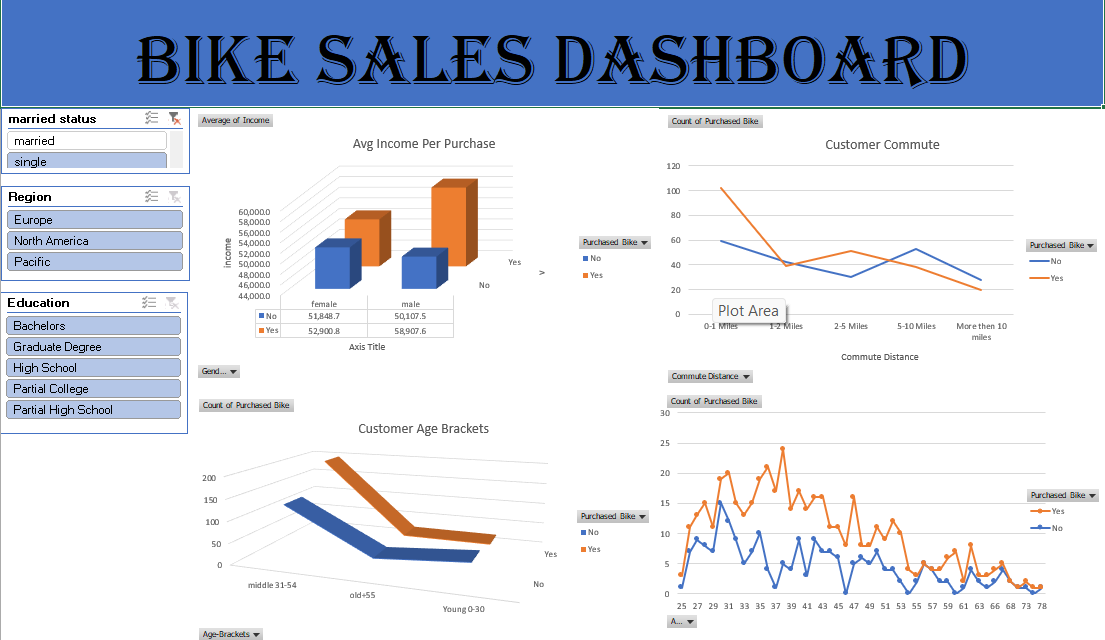 BIKE SALES DASHBOARD
married status
married
single
Region
Europe
North America
Pacific
Education
Bachelors
Graduate Degree
High School
Partial College
Partial High School
Average of Income
Avg Income Per Purchase
60,000.0
58,000.0
56,000.0
54,000.0
52,000.0
50,000.0
48,000.0
46,000.0
44,000.0
income
Yes
No
female male
No 51,848.7 50,107.5
Yes 52,900.8 58,907.6
Axis Title
Purchased Bike
No
Yes
>
Gend...
Count of Purchased Bike
Customer Commute
120
100
80
60
40
20
0
Plot Area
0-1 Miles 1-2 Miles 2-5 Miles 5-10 Miles More then 10
miles
Commute Distance
Purchased Bike
No
Yes
Commute Distance
Count of Purchased Bike
Customer Age Brackets
200
150
100
50
0
middle 31-54
old+55
Young 0-30
Yes
No
Purchased Bike
No
Yes
Age-Brackets
Count of Purchased Bike
30
25
20
15
10
5
0
25 27 29 31 33 35 37 39 41 43 45 47 49 51 53 55 57 59 61 63 66 68 73 78
Purchased Bike
Yes
No
A...